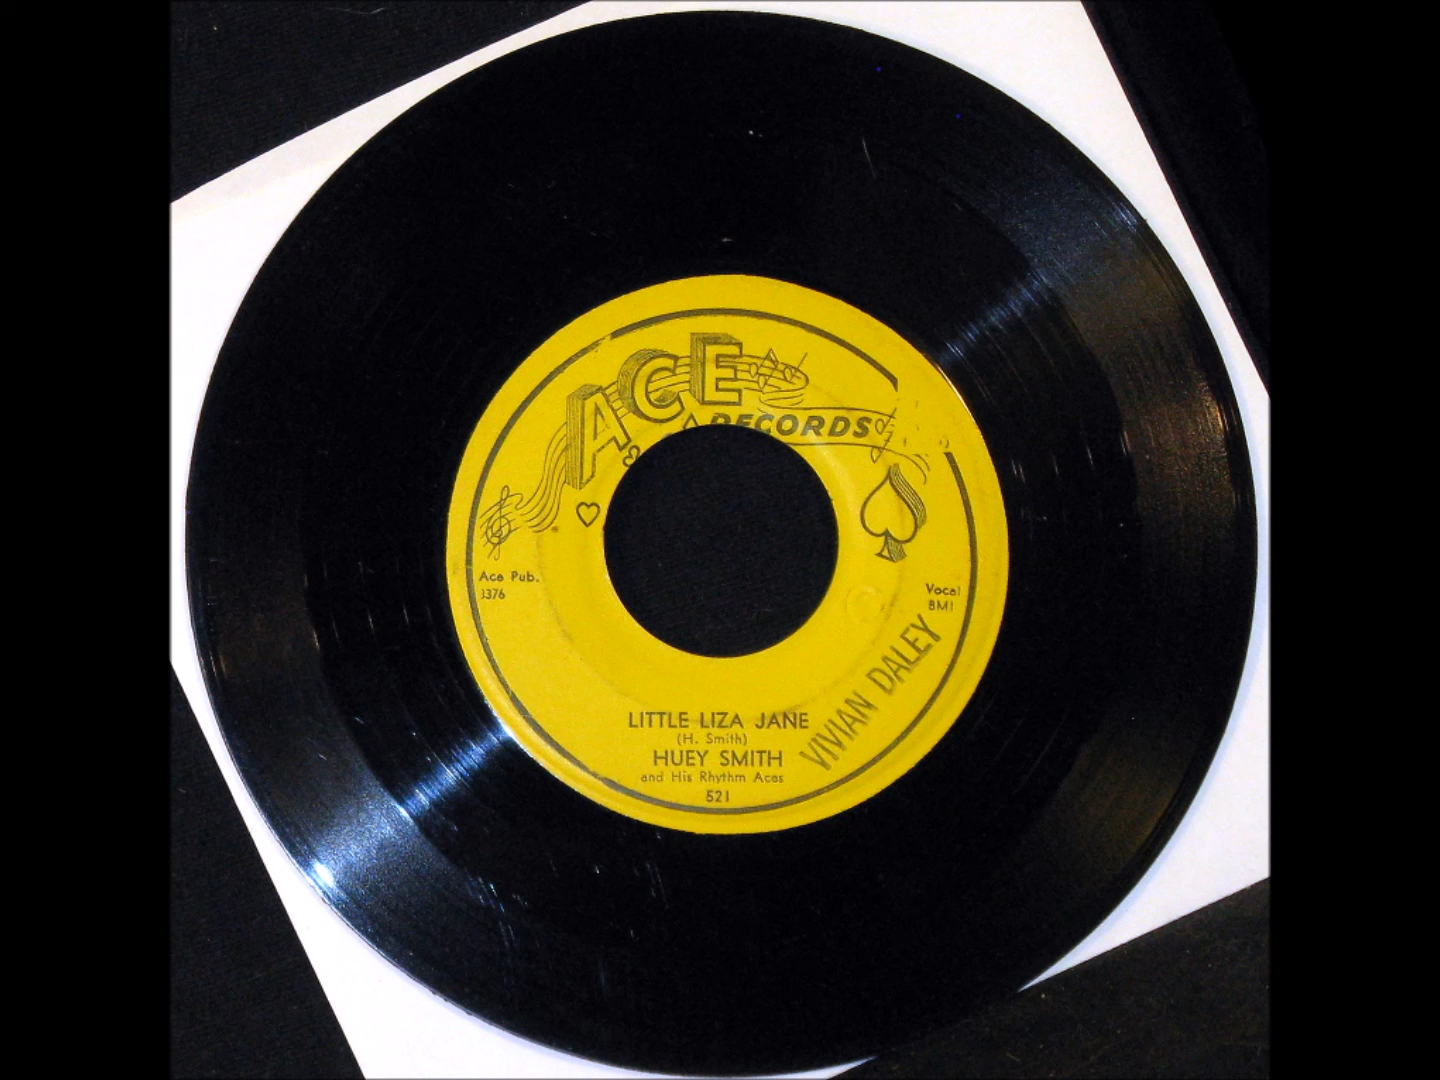 ACE
RECORDS
Ace Pub.
J376
Vocal
BMI
VIVIAN DALEY
LITTLE LIZA JANE
(H. Smith)
HUEY SMITH
and His Rhythm Aces
521